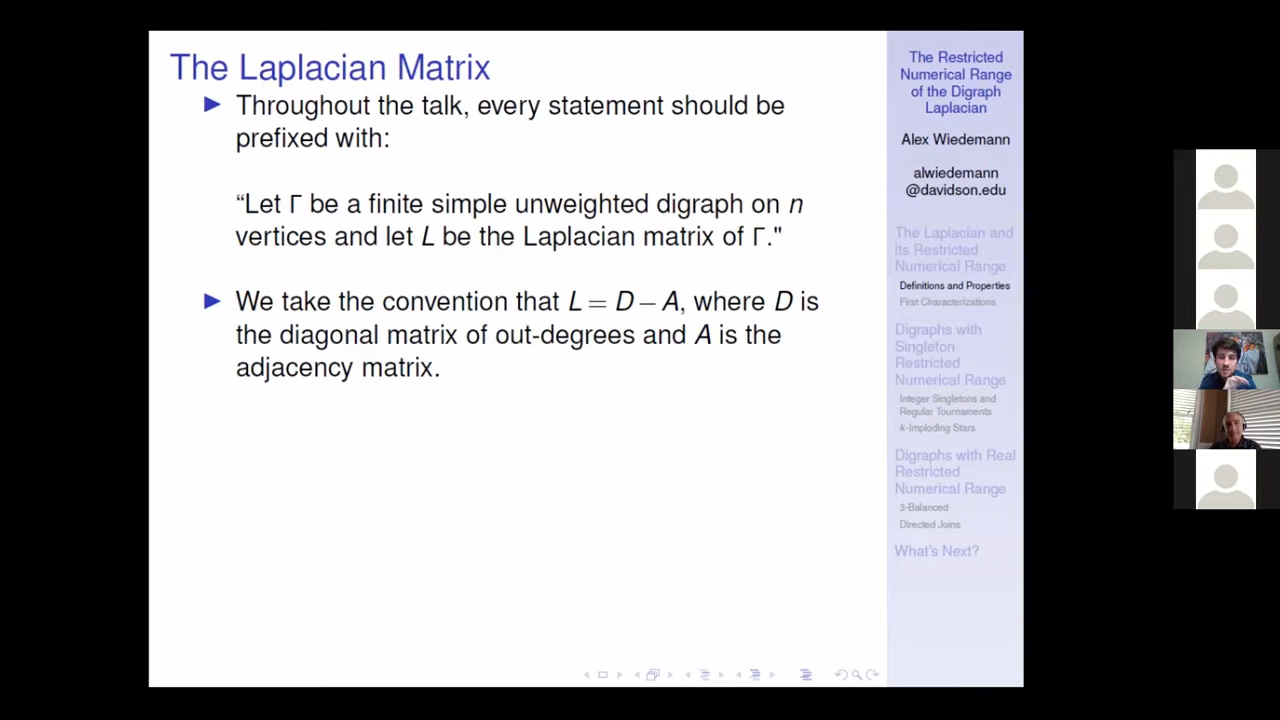 The Laplacian Matrix
Throughout the talk, every statement should be
prefixed with:
“Let Γ be a finite simple unweighted digraph on n
vertices and let L be the Laplacian matrix of Γ."
We take the convention that L = D − A, where D is
the diagonal matrix of out-degrees and A is the
adjacency matrix.
The Restricted
Numerical Range
of the Digraph
Laplacian
Alex Wiedemann
alwiedemann
@davidson.edu
The Laplacian and
Its Restricted
Numerical Range
Definitions and Properties
First Characterizations
Digraphs with
Singleton
Restricted
Numerical Range
Integer Singletons and
Regular Tournaments
k-Imploding Stars
Digraphs with Real
Restricted
Numerical Range
3-Balanced
Directed Joins
What's Next?